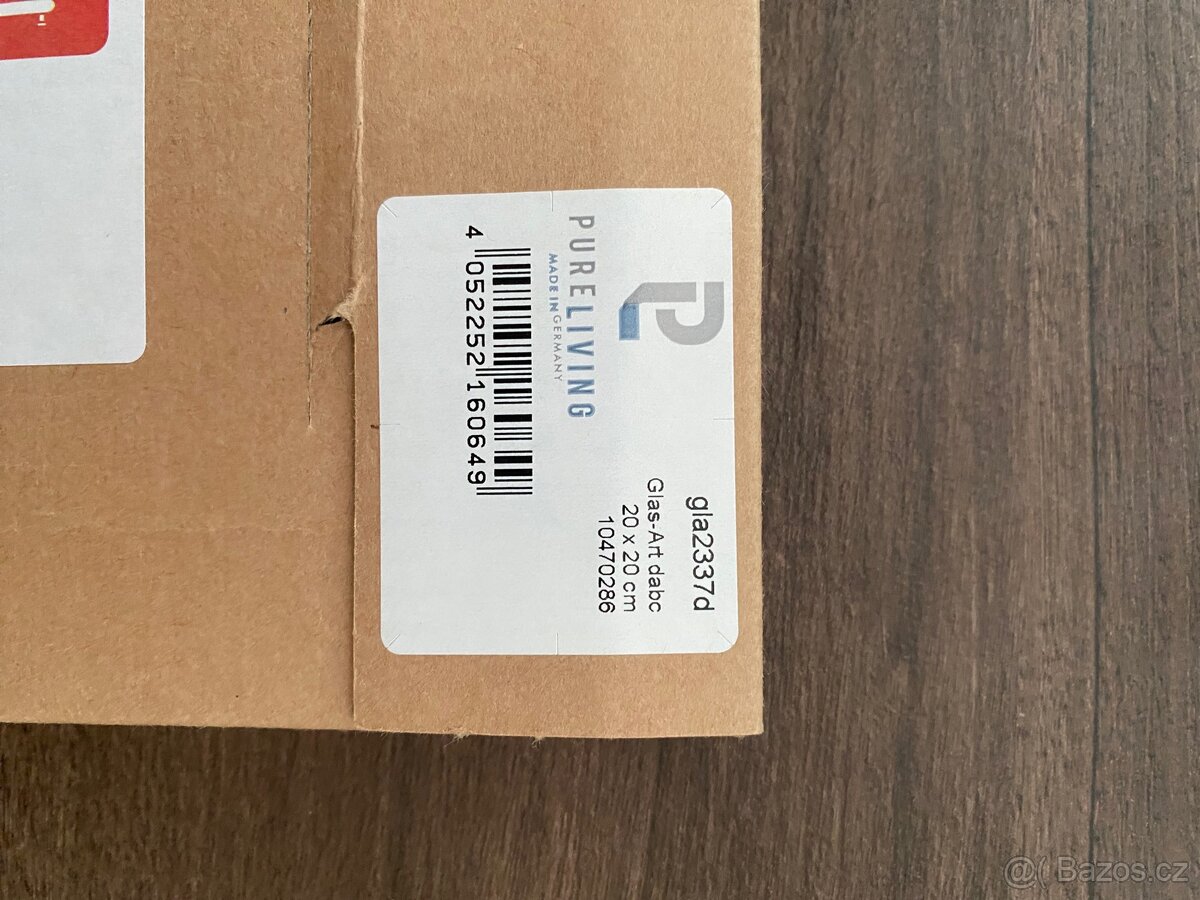 PURELIVING
MADE IN GERMANY
4 052252 160649
gla2337d
Glas-Art dabc
20 x 20 cm
10470286
@( Bazos.cz